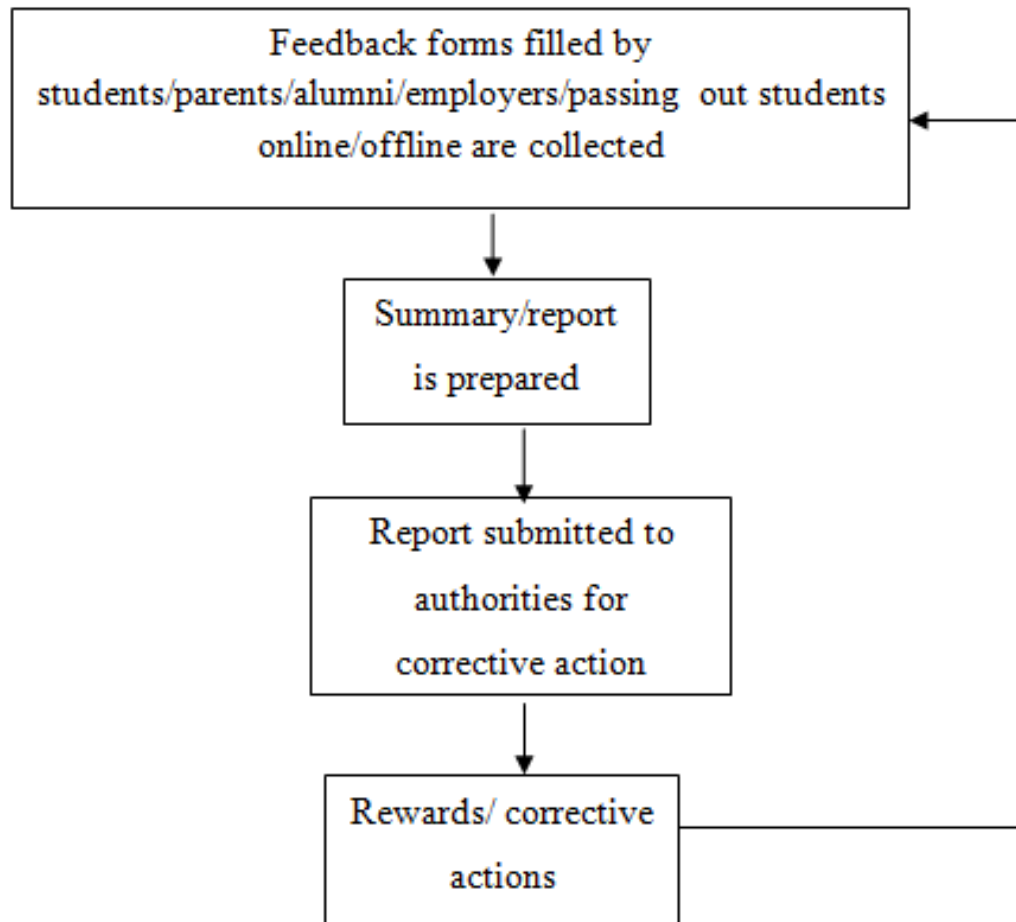 Feedback forms filled by
students/parents/alumni/employers/passing out students
online/offline are collected
Summary/report
is prepared
Report submitted to
authorities for
corrective action
Rewards/ corrective
actions